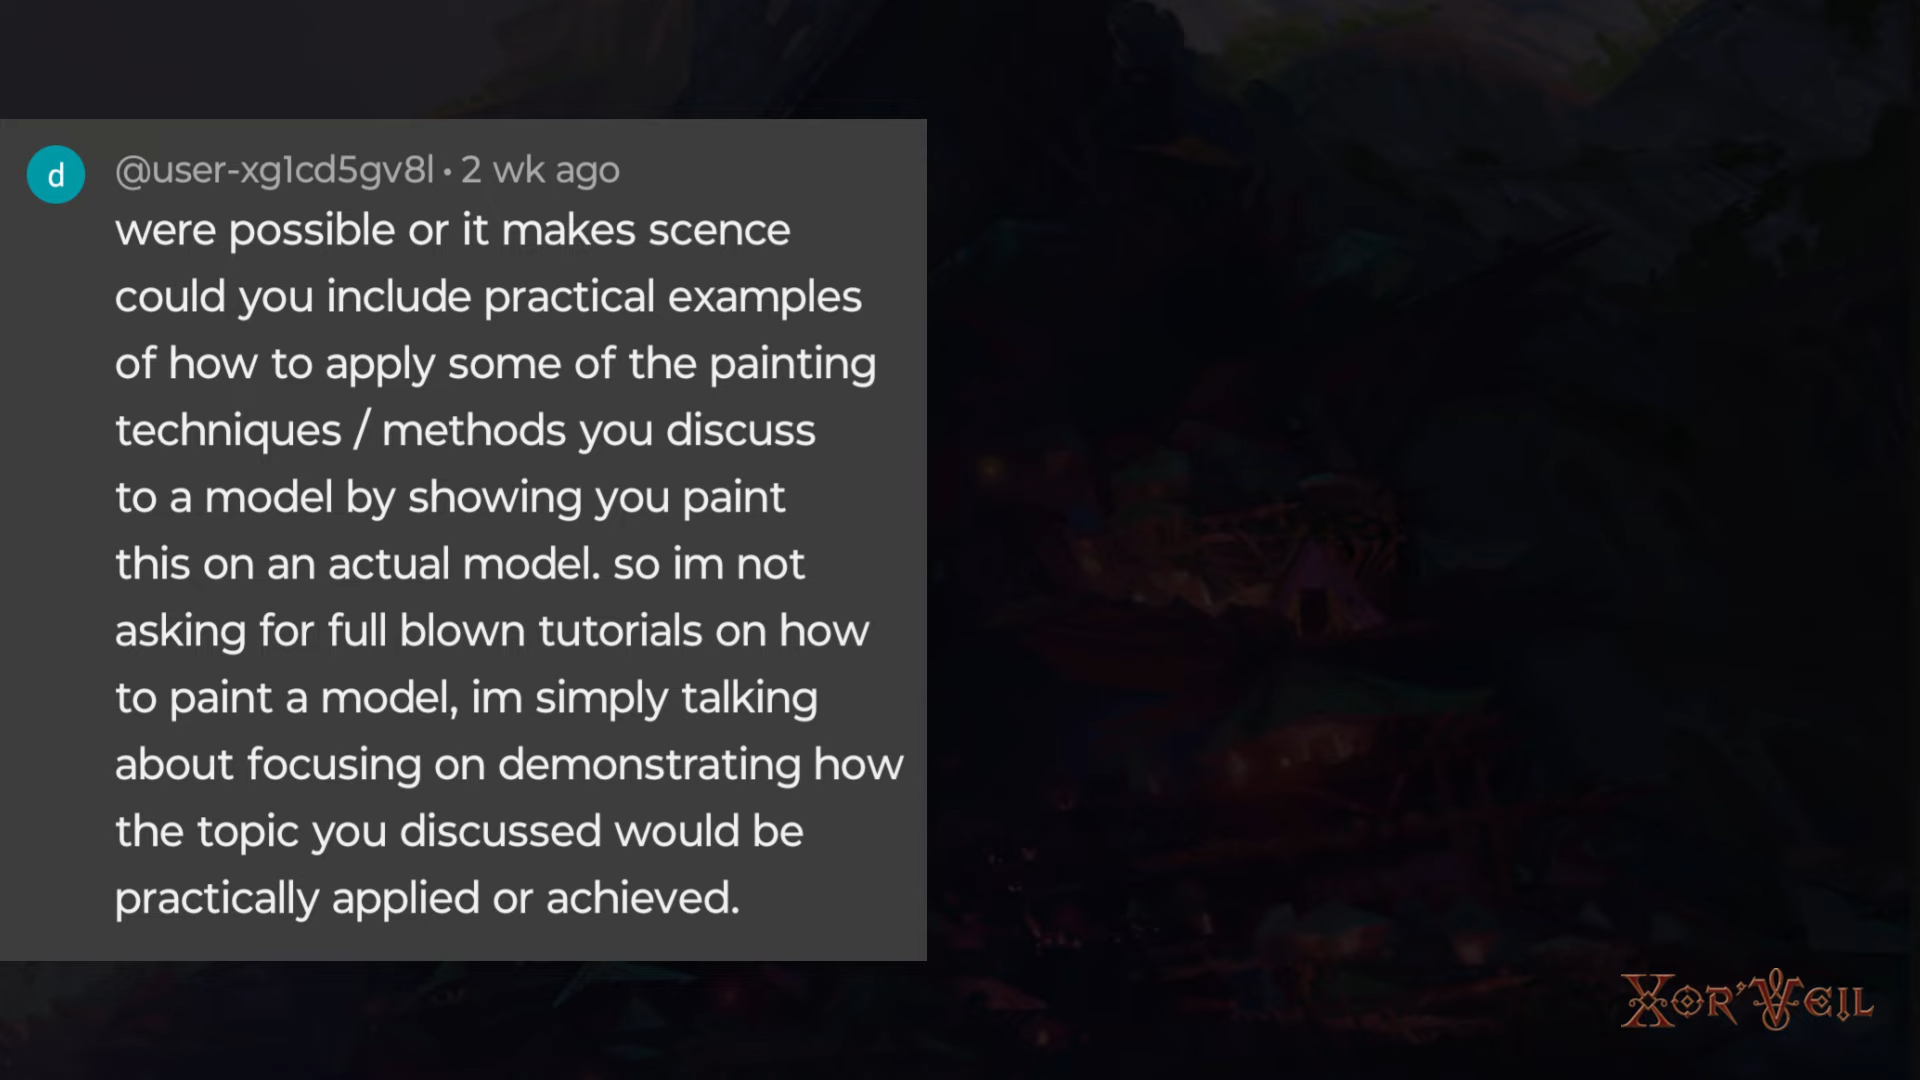 d
@user-xg1cd5gv8l · 2 wk ago
were possible or it makes scence
could you include practical examples
of how to apply some of the painting
techniques / methods you discuss
to a model by showing you paint
this on an actual model. so im not
asking for full blown tutorials on how
to paint a model, im simply talking
about focusing on demonstrating how
the topic you discussed would be
practically applied or achieved.
XOR'VEIL